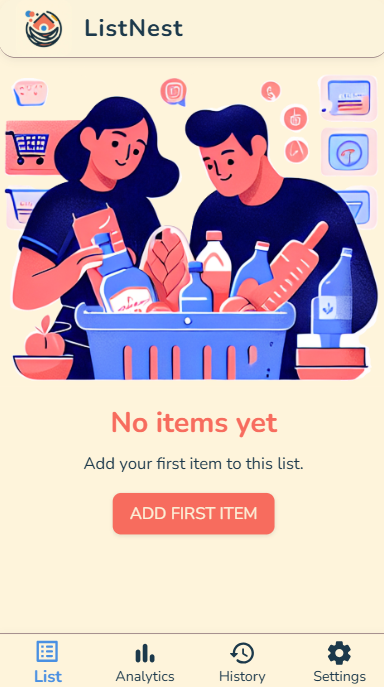 ListNest
No items yet
Add your first item to this list.
ADD FIRST ITEM
List
Analytics
History
Settings